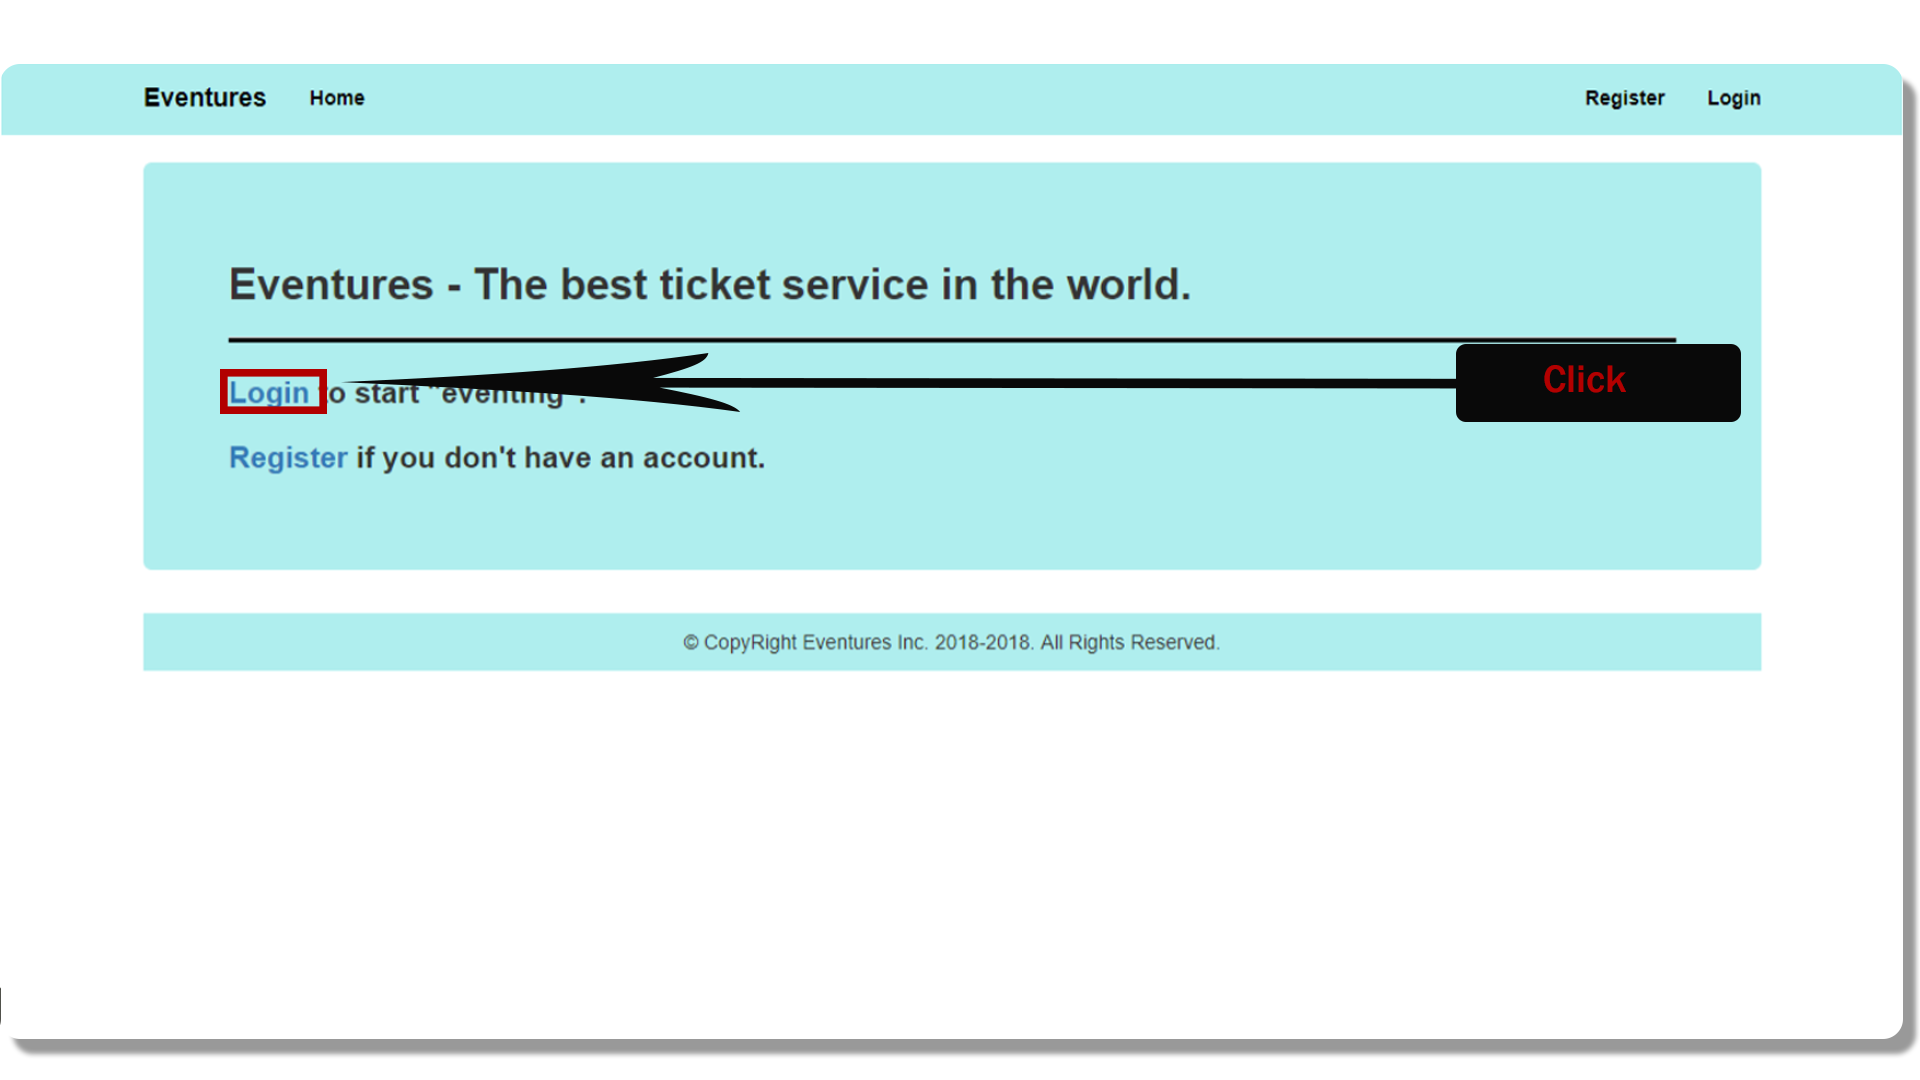 Eventures Home Register Login
Eventures - The best ticket service in the world.
Login to start "eventing".
Click
Register if you don't have an account.
© CopyRight Eventures Inc. 2018-2018. All Rights Reserved.